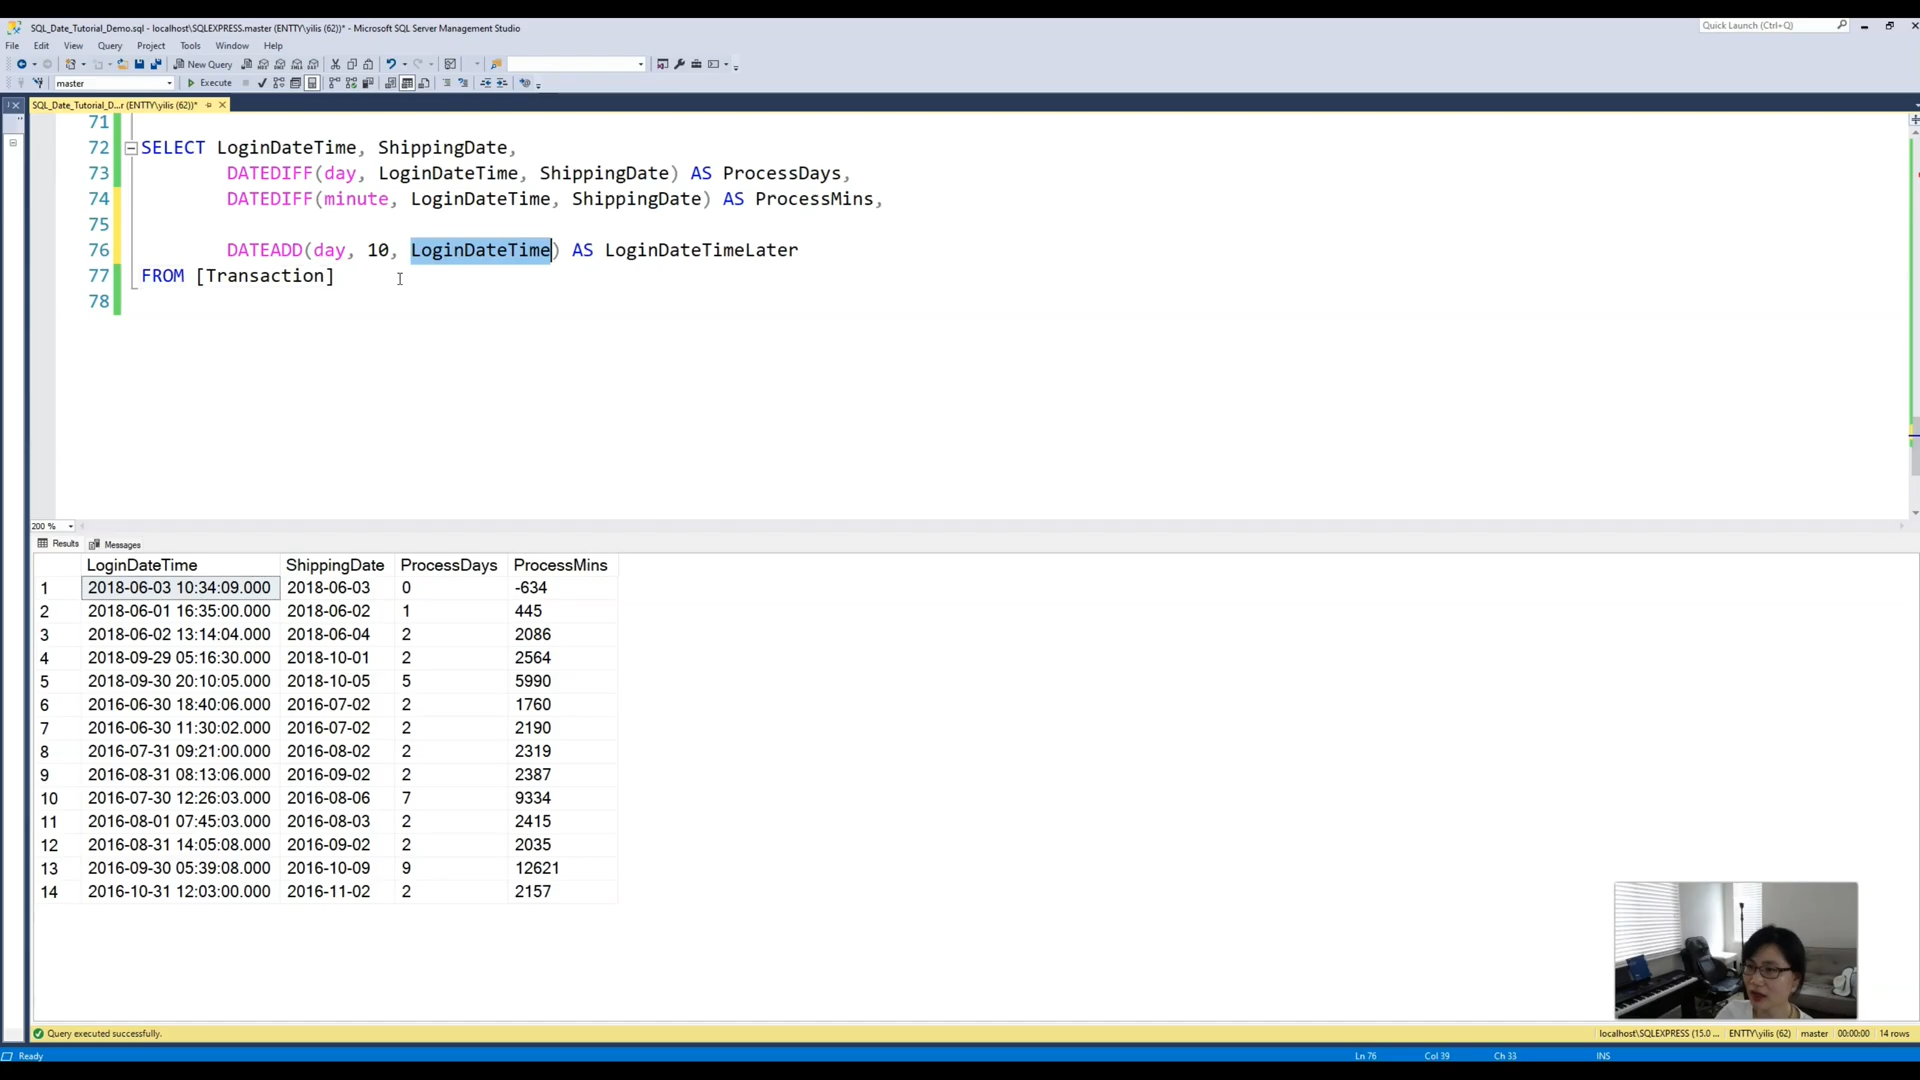 SQL_Date_Tutorial_Demo.sql - localhost\SQLEXPRESS.master (ENTTY\yilis (62))* - Microsoft SQL Server Management Studio
Quick Launch (Ctrl+Q)
File Edit View Query Project Tools Window Help
New Query
master Execute
SQL_Date_Tutorial_D...r (ENTTY\yilis (62))*
71
72 SELECT LoginDateTime, ShippingDate,
73 DATEDIFF(day, LoginDateTime, ShippingDate) AS ProcessDays,
74 DATEDIFF(minute, LoginDateTime, ShippingDate) AS ProcessMins,
75
76 DATEADD(day, 10, LoginDateTime) AS LoginDateTimeLater
77 FROM [Transaction]
78
200 %
Results Messages
LoginDateTime ShippingDate ProcessDays ProcessMins
1 2018-06-03 10:34:09.000 2018-06-03 0 -634
2 2018-06-01 16:35:00.000 2018-06-02 1 445
3 2018-06-02 13:14:04.000 2018-06-04 2 2086
4 2018-09-29 05:16:30.000 2018-10-01 2 2564
5 2018-09-30 20:10:05.000 2018-10-05 5 5990
6 2016-06-30 18:40:06.000 2016-07-02 2 1760
7 2016-06-30 11:30:02.000 2016-07-02 2 2190
8 2016-07-31 09:21:00.000 2016-08-02 2 2319
9 2016-08-31 08:13:06.000 2016-09-02 2 2387
10 2016-07-30 12:26:03.000 2016-08-06 7 9334
11 2016-08-01 07:45:03.000 2016-08-03 2 2415
12 2016-08-31 14:05:08.000 2016-09-02 2 2035
13 2016-09-30 05:39:08.000 2016-10-09 9 12621
14 2016-10-31 12:03:00.000 2016-11-02 2 2157
Query executed successfully. localhost\SQLEXPRESS (15.0 ... ENTTY\yilis (62) master 00:00:00 14 rows
Ready Ln 76 Col 39 Ch 33 INS